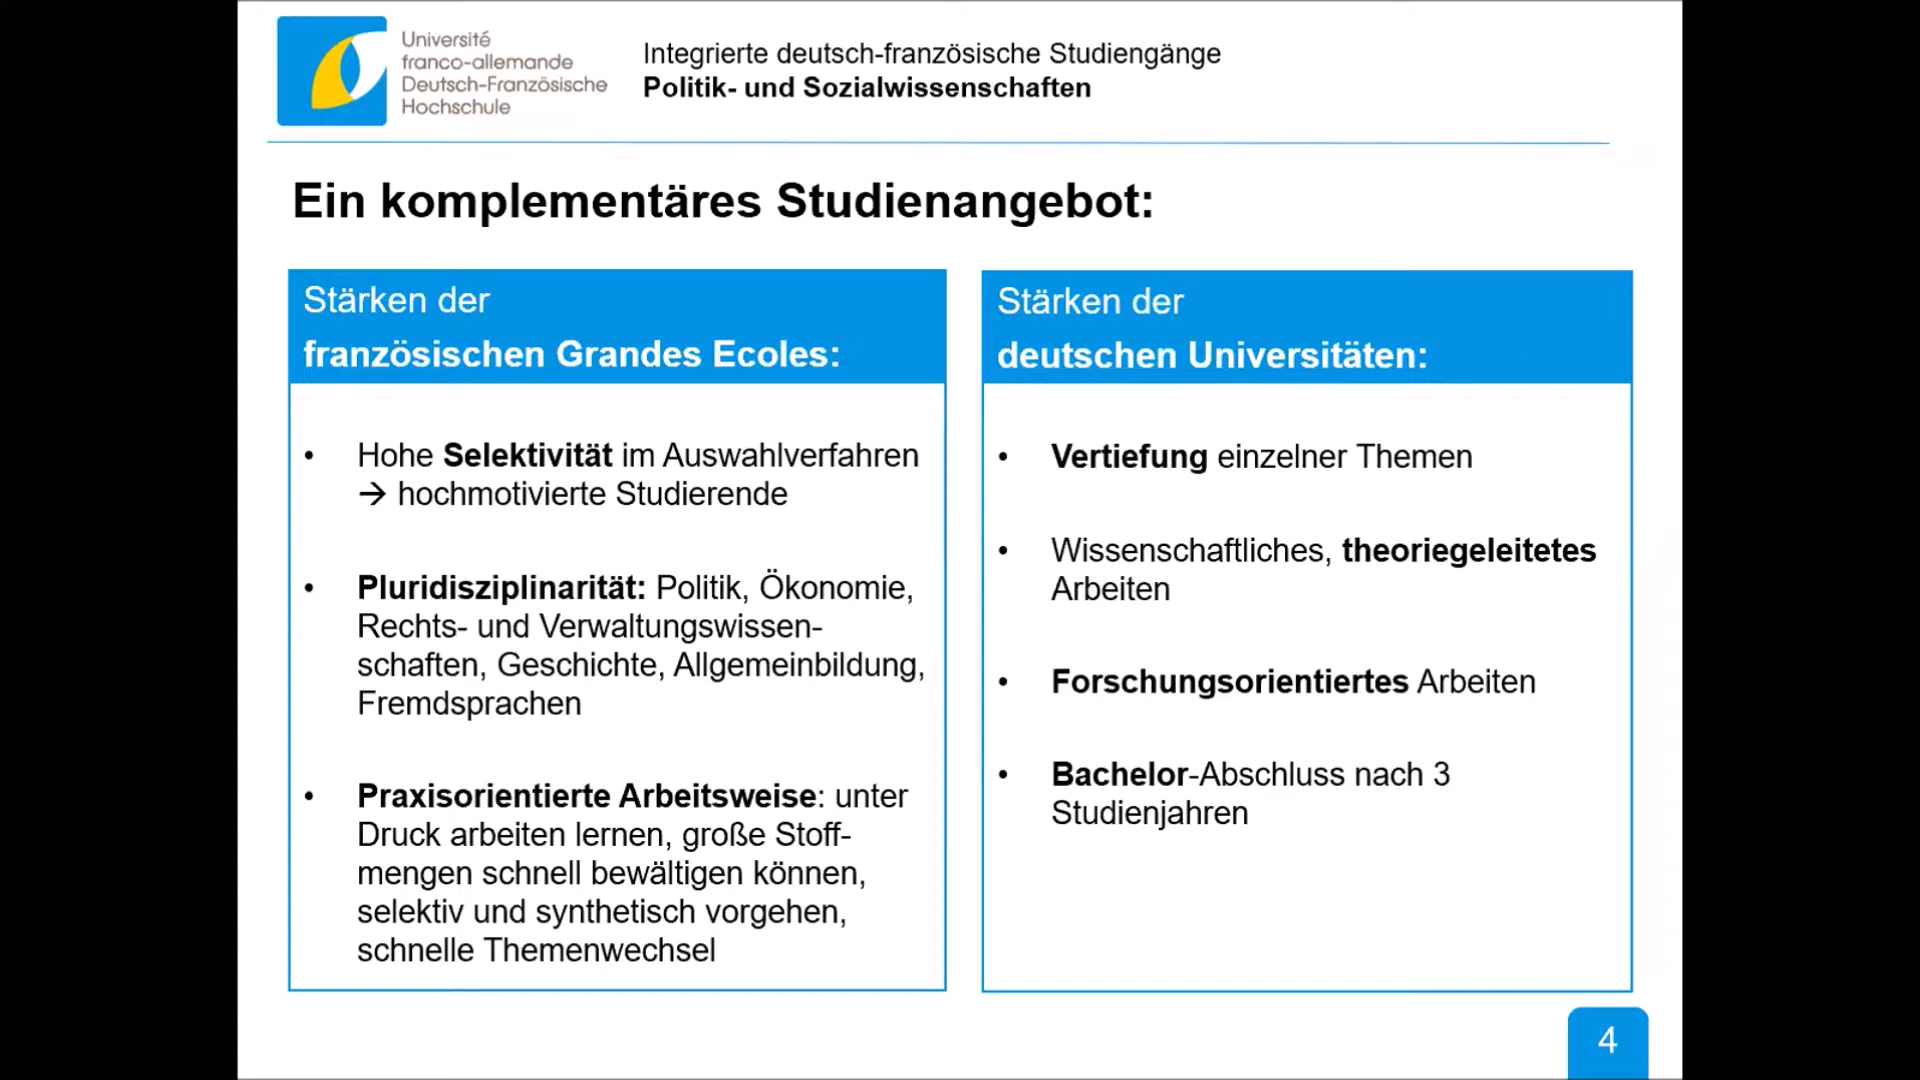 Université
franco-allemande
Deutsch-Französische
Hochschule
Integrierte deutsch-französische Studiengänge
Politik- und Sozialwissenschaften
Ein komplementäres Studienangebot:
Stärken der
französischen Grandes Ecoles:
• Hohe Selektivität im Auswahlverfahren
→ hochmotivierte Studierende
• Pluridisziplinarität: Politik, Ökonomie,
Rechts- und Verwaltungswissen-
schaften, Geschichte, Allgemeinbildung,
Fremdsprachen
• Praxisorientierte Arbeitsweise: unter
Druck arbeiten lernen, große Stoff-
mengen schnell bewältigen können,
selektiv und synthetisch vorgehen,
schnelle Themenwechsel
Stärken der
deutschen Universitäten:
• Vertiefung einzelner Themen
• Wissenschaftliches, theoriegeleitetes
Arbeiten
• Forschungsorientiertes Arbeiten
• Bachelor-Abschluss nach 3
Studienjahren
4